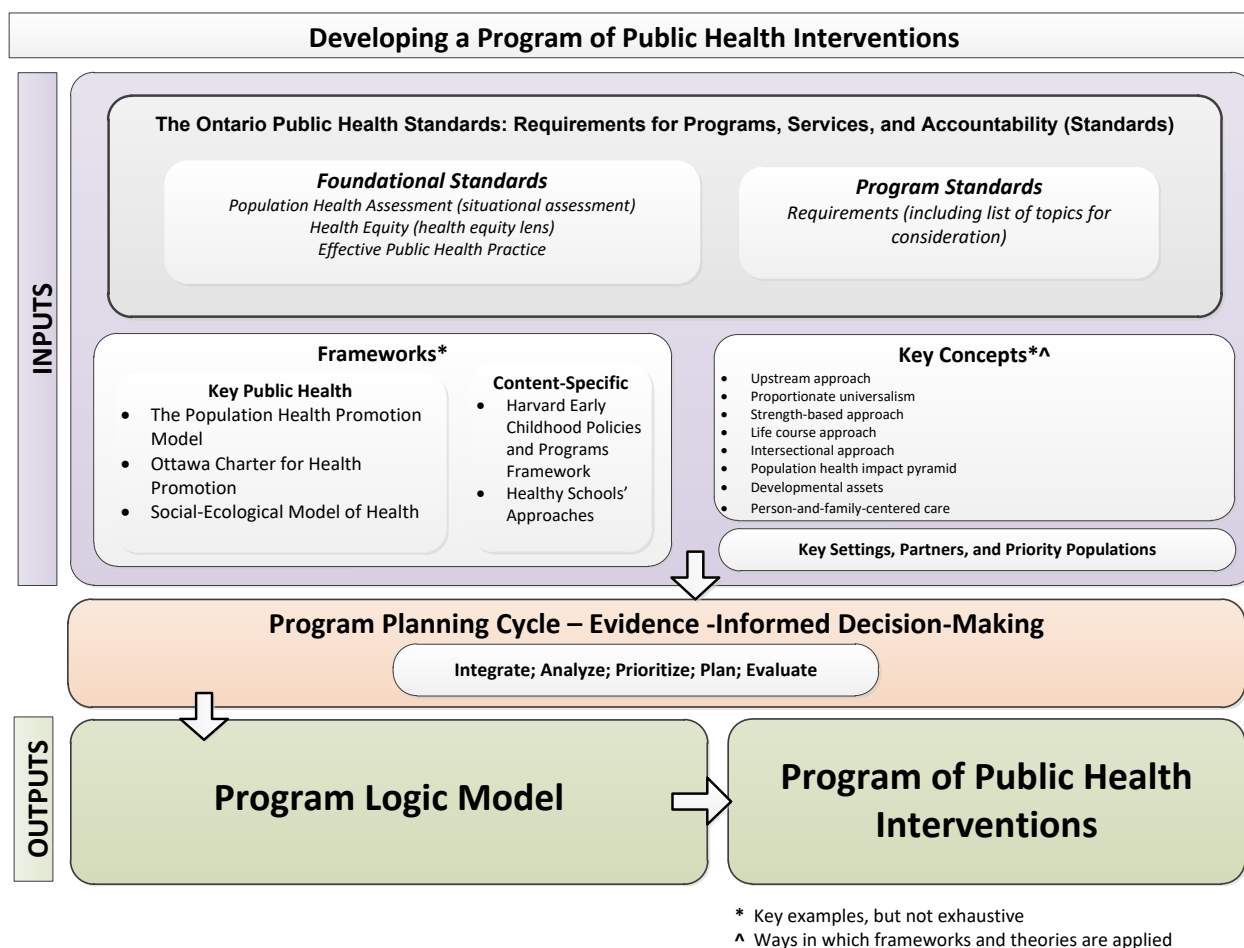 Developing a Program of Public Health Interventions
INPUTS
The Ontario Public Health Standards: Requirements for Programs, Services, and Accountability (Standards)
Foundational Standards
Population Health Assessment (situational assessment)
Health Equity (health equity lens)
Effective Public Health Practice
Program Standards
Requirements (including list of topics for
consideration)
Frameworks*
Key Public Health
• The Population Health Promotion
Model
• Ottawa Charter for Health
Promotion
• Social-Ecological Model of Health
Content-Specific
• Harvard Early
Childhood Policies
and Programs
Framework
• Healthy Schools’
Approaches
Key Concepts*^
• Upstream approach
• Proportionate universalism
• Strength-based approach
• Life course approach
• Intersectional approach
• Population health impact pyramid
• Developmental assets
• Person-and-family-centered care
Key Settings, Partners, and Priority Populations
Program Planning Cycle – Evidence -Informed Decision-Making
Integrate; Analyze; Prioritize; Plan; Evaluate
OUTPUTS
Program Logic Model
Program of Public Health
Interventions
* Key examples, but not exhaustive
^ Ways in which frameworks and theories are applied